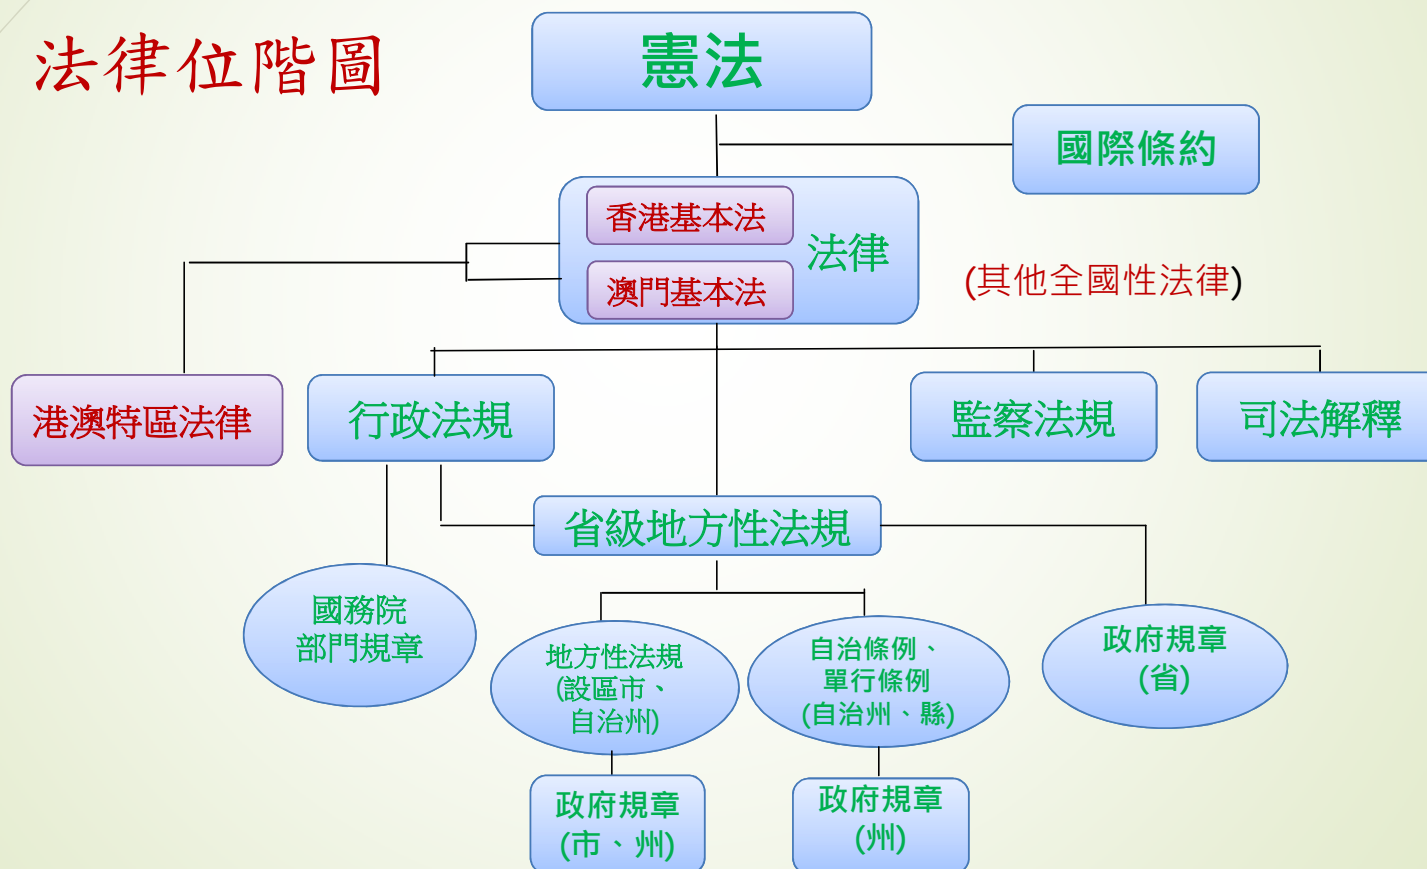 法律位階圖
憲法
國際條約
香港基本法
法律
澳門基本法
(其他全國性法律)
港澳特區法律
行政法規
監察法規
司法解釋
省級地方性法規
國務院
部門規章
地方性法規
(設區市、
自治州)
自治條例、
單行條例
(自治州、縣)
政府規章
(省)
政府規章
(市、州)
政府規章
(州)